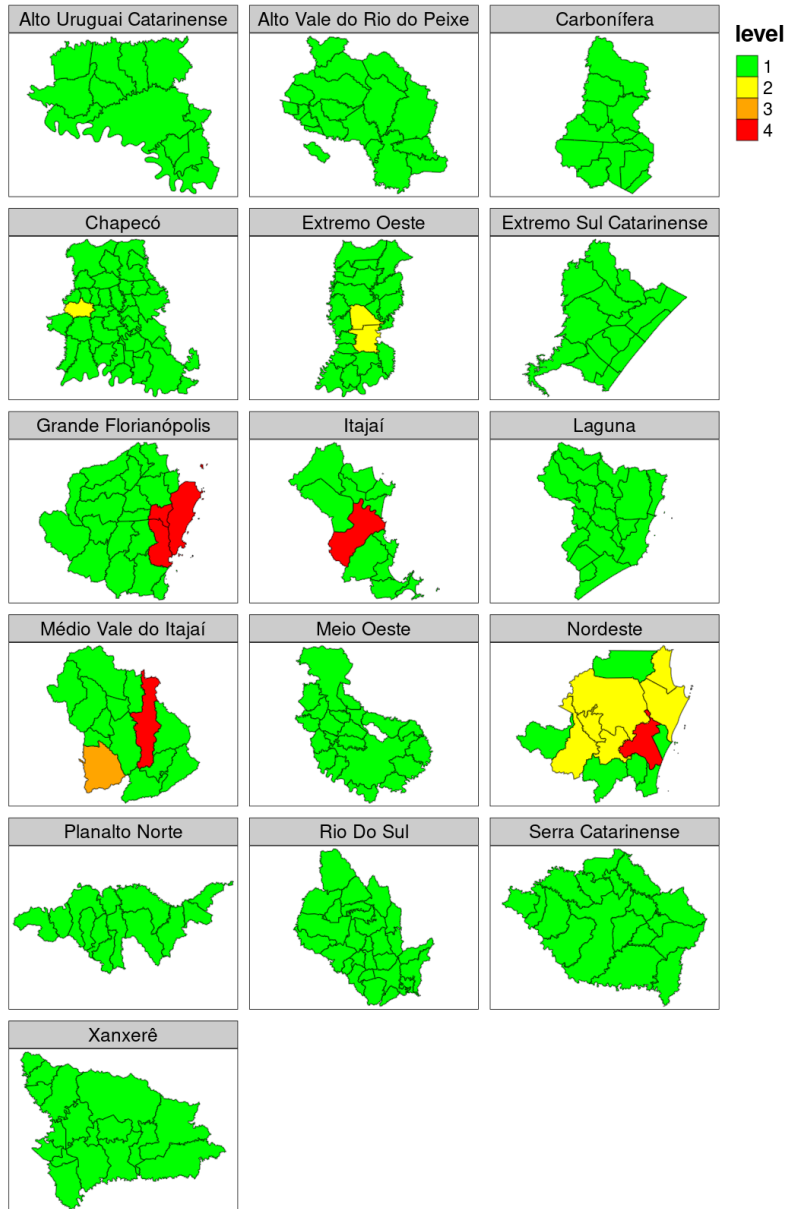 Alto Uruguai Catarinense
Alto Vale do Rio do Peixe
Carbonífera
level
1
2
3
4
Chapecó
Extremo Oeste
Extremo Sul Catarinense
Grande Florianópolis
Itajaí
Laguna
Médio Vale do Itajaí
Meio Oeste
Nordeste
Planalto Norte
Rio Do Sul
Serra Catarinense
Xanxerê